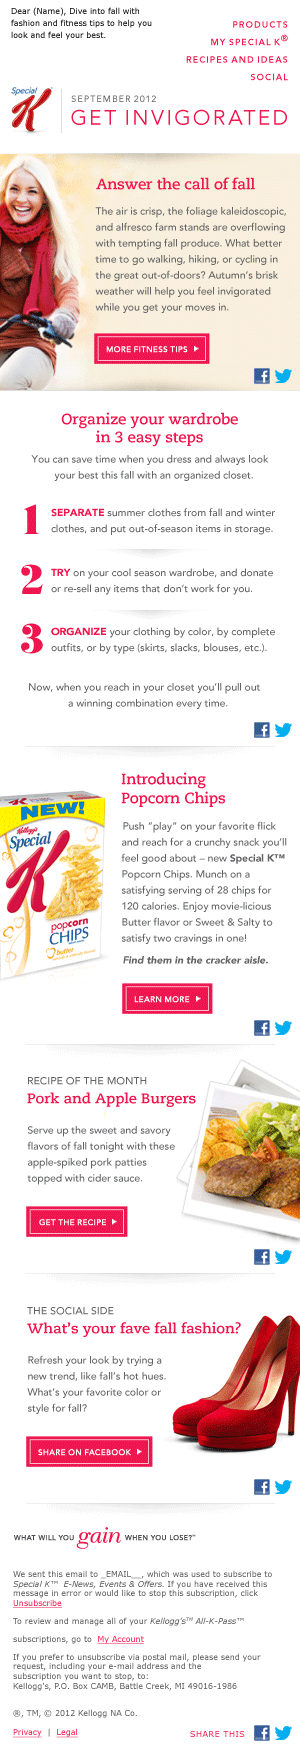 Dear (Name), Dive into fall with
fashion and fitness tips to help you
look and feel your best.
PRODUCTS
MY SPECIAL K®
RECIPES AND IDEAS
SOCIAL
Special
K
SEPTEMBER 2012
GET INVIGORATED
Answer the call of fall
The air is crisp, the foliage kaleidoscopic,
and alfresco farm stands are overflowing
with tempting fall produce. What better
time to go walking, hiking, or cycling in
the great out-of-doors? Autumn's brisk
weather will help you feel invigorated
while you get your moves in.
MORE FITNESS TIPS
Organize your wardrobe
in 3 easy steps
You can save time when you dress and always look
your best this fall with an organized closet.
1 SEPARATE summer clothes from fall and winter
clothes, and put out-of-season items in storage.
2 TRY on your cool season wardrobe, and donate
or re-sell any items that don't work for you.
3 ORGANIZE your clothing by color, by complete
outfits, or by type (skirts, slacks, blouses, etc.).
Now, when you reach in your closet you'll pull out
a winning combination every time.
NEW!
Kellogg's
Special
K
popcorn
CHIPS
butter
Introducing
Popcorn Chips
Push "play" on your favorite flick
and reach for a crunchy snack you'll
feel good about – new Special K™
Popcorn Chips. Munch on a
satisfying serving of 28 chips for
120 calories. Enjoy movie-licious
Butter flavor or Sweet & Salty to
satisfy two cravings in one!
Find them in the cracker aisle.
LEARN MORE
RECIPE OF THE MONTH
Pork and Apple Burgers
Serve up the sweet and savory
flavors of fall tonight with these
apple-spiked pork patties
topped with cider sauce.
GET THE RECIPE
THE SOCIAL SIDE
What's your fave fall fashion?
Refresh your look by trying a
new trend, like fall's hot hues.
What's your favorite color or
style for fall?
SHARE ON FACEBOOK
WHAT WILL YOU gain WHEN YOU LOSE?™
We sent this email to _EMAIL__, which was used to subscribe to
Special K™ E-News, Events & Offers. If you have received this
message in error or would like to stop this subscription, click
Unsubscribe
To review and manage all of your Kellogg's™ All-K-Pass™
subscriptions, go to My Account
If you prefer to unsubscribe via postal mail, please send your
request, including your e-mail address and the
subscription you want to stop, to:
Kellogg's, P.O. Box CAMB, Battle Creek, MI 49016-1986
®, TM, © 2012 Kellogg NA Co.
Privacy | Legal
SHARE THIS